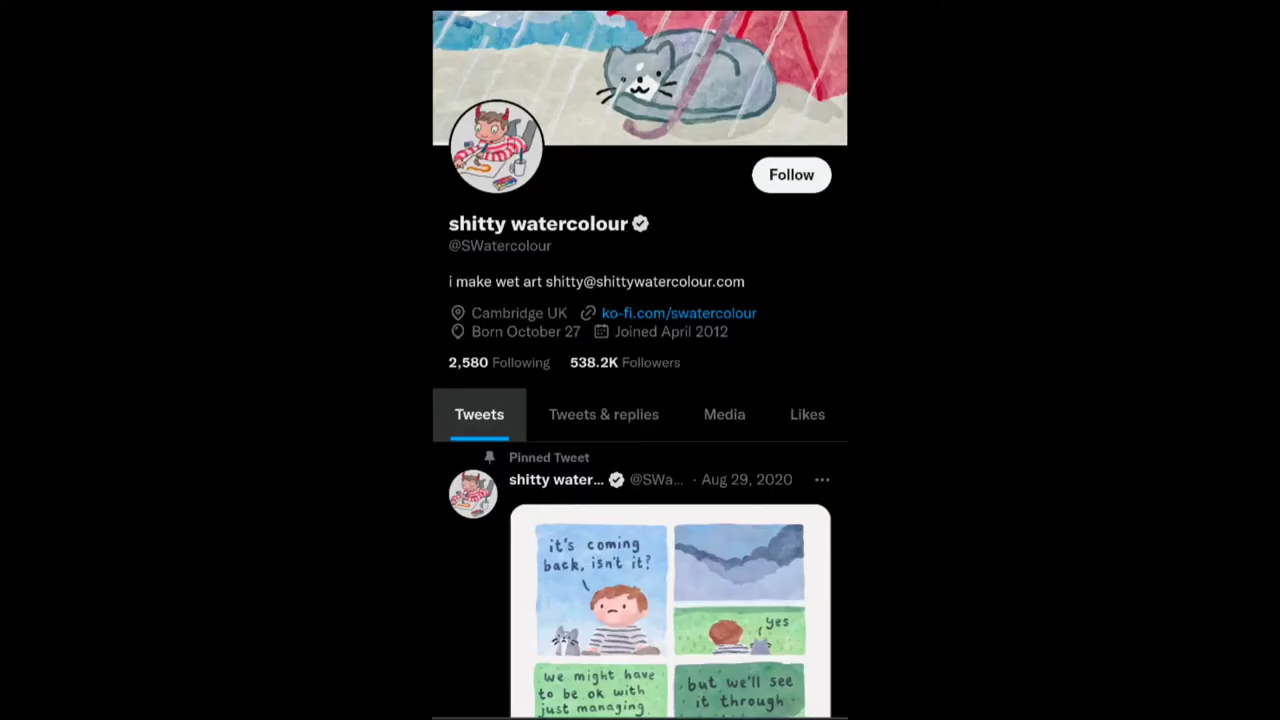 Follow
shitty watercolour
@SWatercolour
i make wet art shitty@shittywatercolour.com
Cambridge UK ko-fi.com/swatercolour
Born October 27 Joined April 2012
2,580 Following 538.2K Followers
Tweets Tweets & replies Media Likes
Pinned Tweet
shitty water... @SWa... · Aug 29, 2020 ...
it's coming
back, isn't it?
yes
we might have
to be ok with
just managing
but we'll see
it through